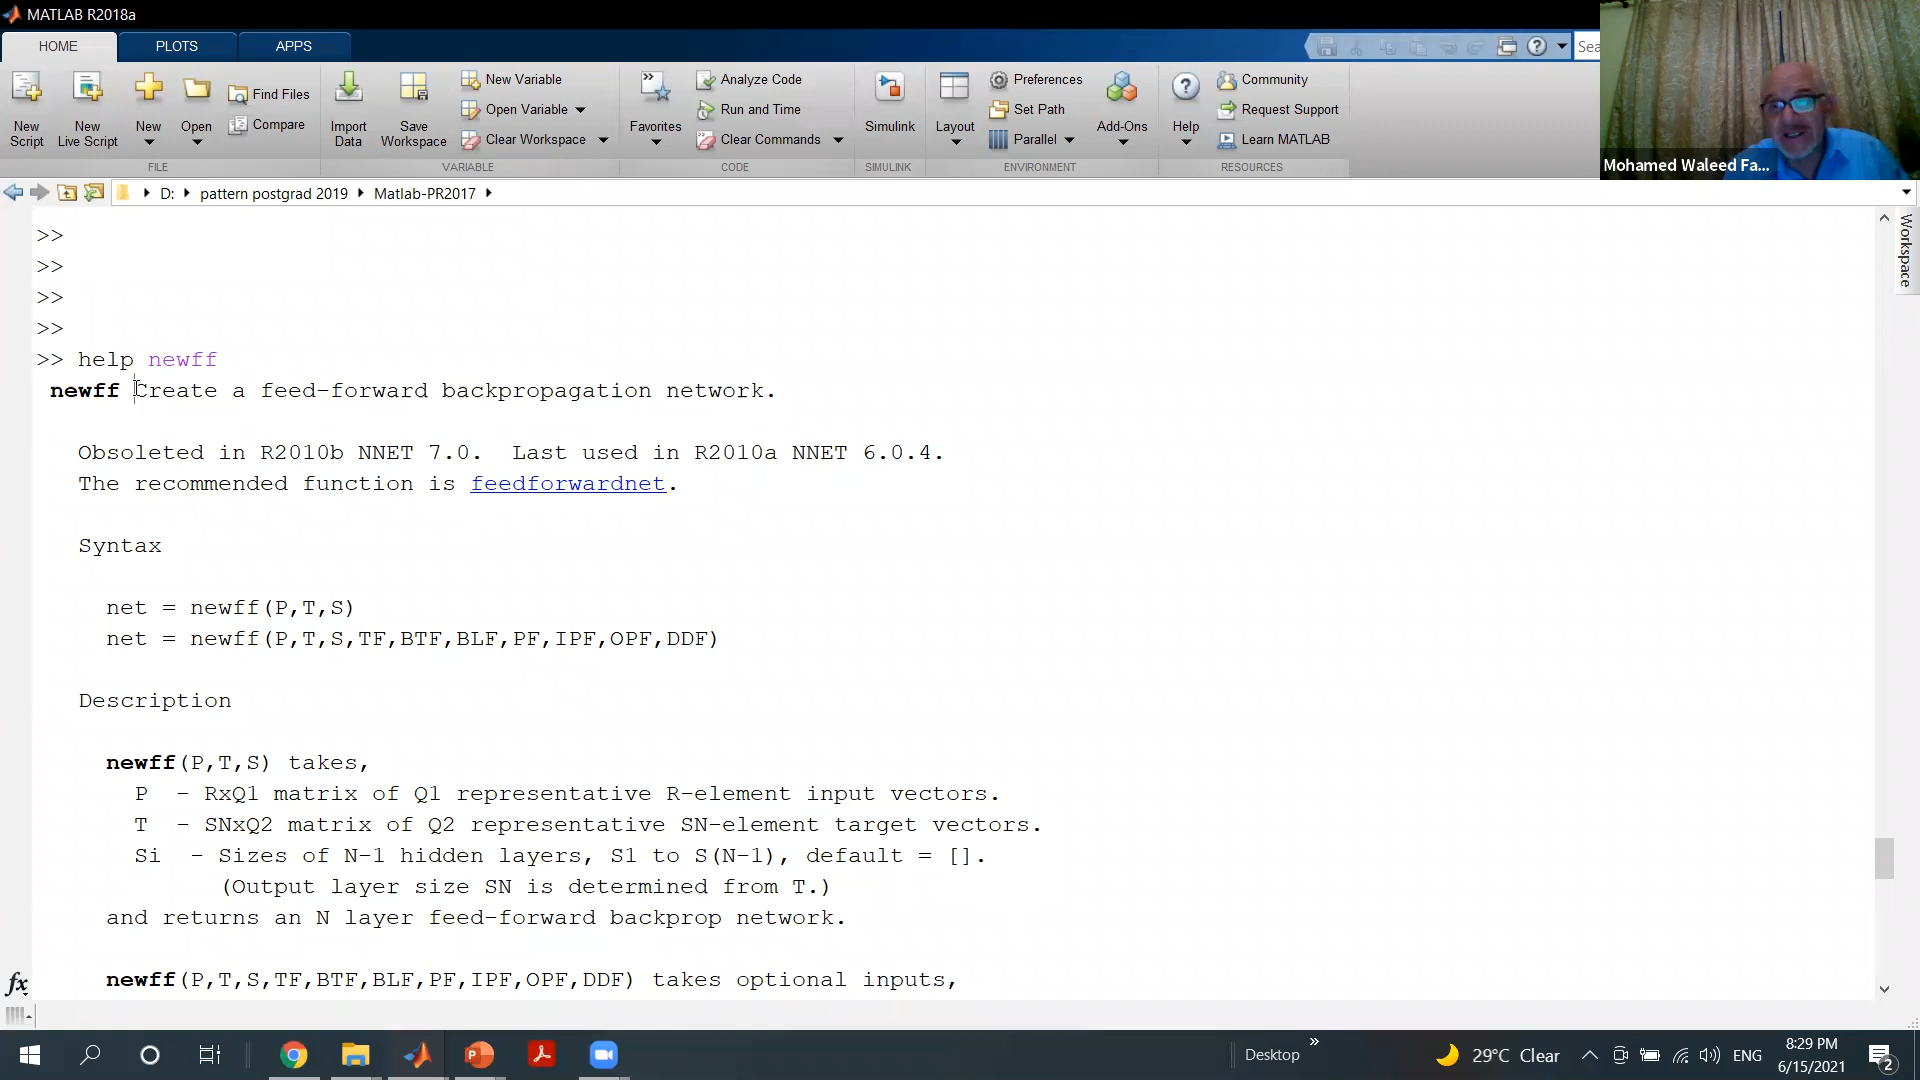 MATLAB R2018a
HOME PLOTS APPS
Sea
New Script
New Live Script
New
Open
Find Files
Compare
Import Data
Save Workspace
New Variable
Open Variable
Clear Workspace
Favorites
Analyze Code
Run and Time
Clear Commands
Simulink
Layout
Preferences
Set Path
Parallel
Add-Ons
Help
Community
Request Support
Learn MATLAB
FILE VARIABLE CODE SIMULINK ENVIRONMENT RESOURCES
Mohamed Waleed Fa...
D: pattern postgrad 2019 Matlab-PR2017
Workspace
>>
>>
>>
>>
>> help newff
newff Create a feed-forward backpropagation network.
Obsoleted in R2010b NNET 7.0. Last used in R2010a NNET 6.0.4.
The recommended function is feedforwardnet.
Syntax
net = newff(P,T,S)
net = newff(P,T,S,TF,BTF,BLF,PF,IPF,OPF,DDF)
Description
newff(P,T,S) takes,
P - RxQ1 matrix of Q1 representative R-element input vectors.
T - SNxQ2 matrix of Q2 representative SN-element target vectors.
Si - Sizes of N-1 hidden layers, S1 to S(N-1), default = [].
(Output layer size SN is determined from T.)
and returns an N layer feed-forward backprop network.
newff(P,T,S,TF,BTF,BLF,PF,IPF,OPF,DDF) takes optional inputs,
fx
Desktop
29°C Clear
ENG
8:29 PM
6/15/2021
2